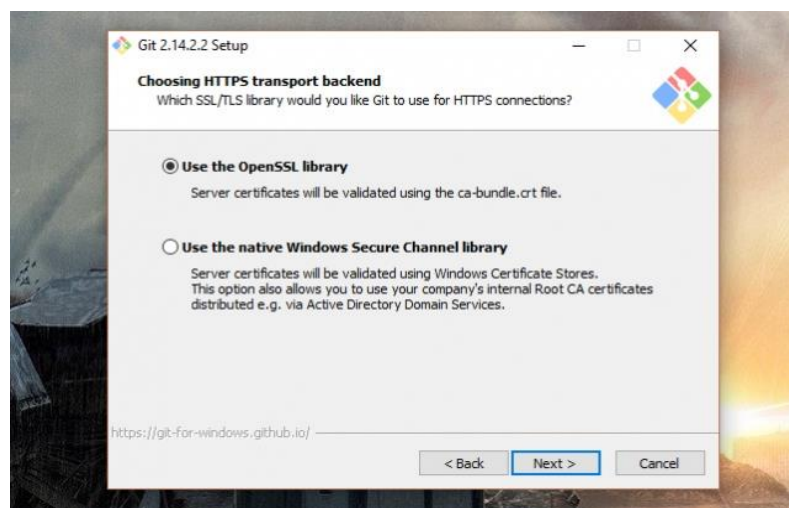 Git 2.14.2.2 Setup
Choosing HTTPS transport backend
Which SSL/TLS library would you like Git to use for HTTPS connections?
Use the OpenSSL library
Server certificates will be validated using the ca-bundle.crt file.
Use the native Windows Secure Channel library
Server certificates will be validated using Windows Certificate Stores.
This option also allows you to use your company's internal Root CA certificates
distributed e.g. via Active Directory Domain Services.
https://git-for-windows.github.io/
< Back Next > Cancel